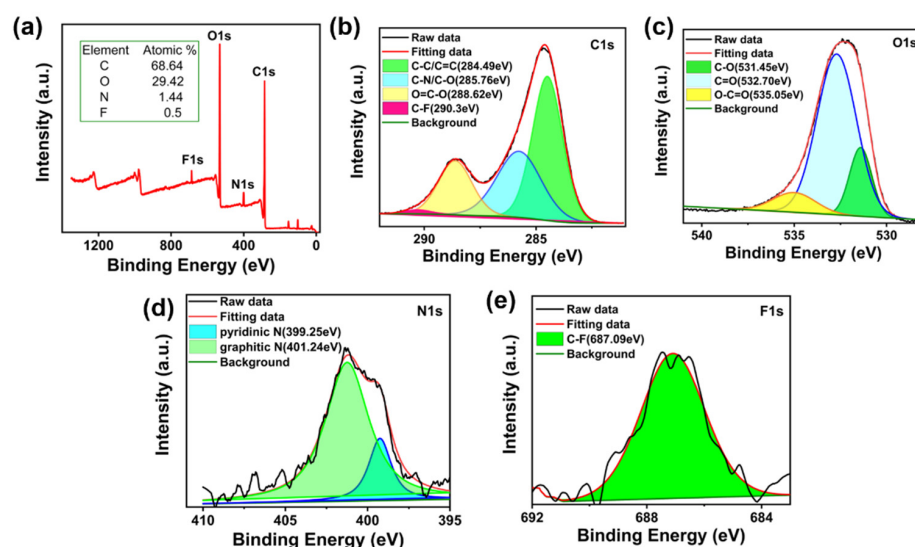 (a)
O1s
Element Atomic %
C 68.64
O 29.42
N 1.44
F 0.5
C1s
F1s
N1s
Intensity (a.u.)
1200 800 400 0
Binding Energy (eV)
(b)
C1s
Raw data
Fitting data
C-C/C=C(284.49eV)
C-N/C-O(285.76eV)
O=C-O(288.62eV)
C-F(290.3eV)
Background
Intensity (a.u.)
290 285
Binding Energy (eV)
(c)
O1s
Raw data
Fitting data
C-O(531.45eV)
C=O(532.70eV)
O-C=O(535.05eV)
Background
Intensity (a.u.)
540 535 530
Binding Energy (eV)
(d)
N1s
Raw data
Fitting data
pyridinic N(399.25eV)
graphitic N(401.24eV)
Background
Intensity (a.u.)
410 405 400 395
Binding Energy (eV)
(e)
F1s
Raw data
Fitting data
C-F(687.09eV)
Background
Intensity (a.u.)
692 688 684
Binding Energy (eV)